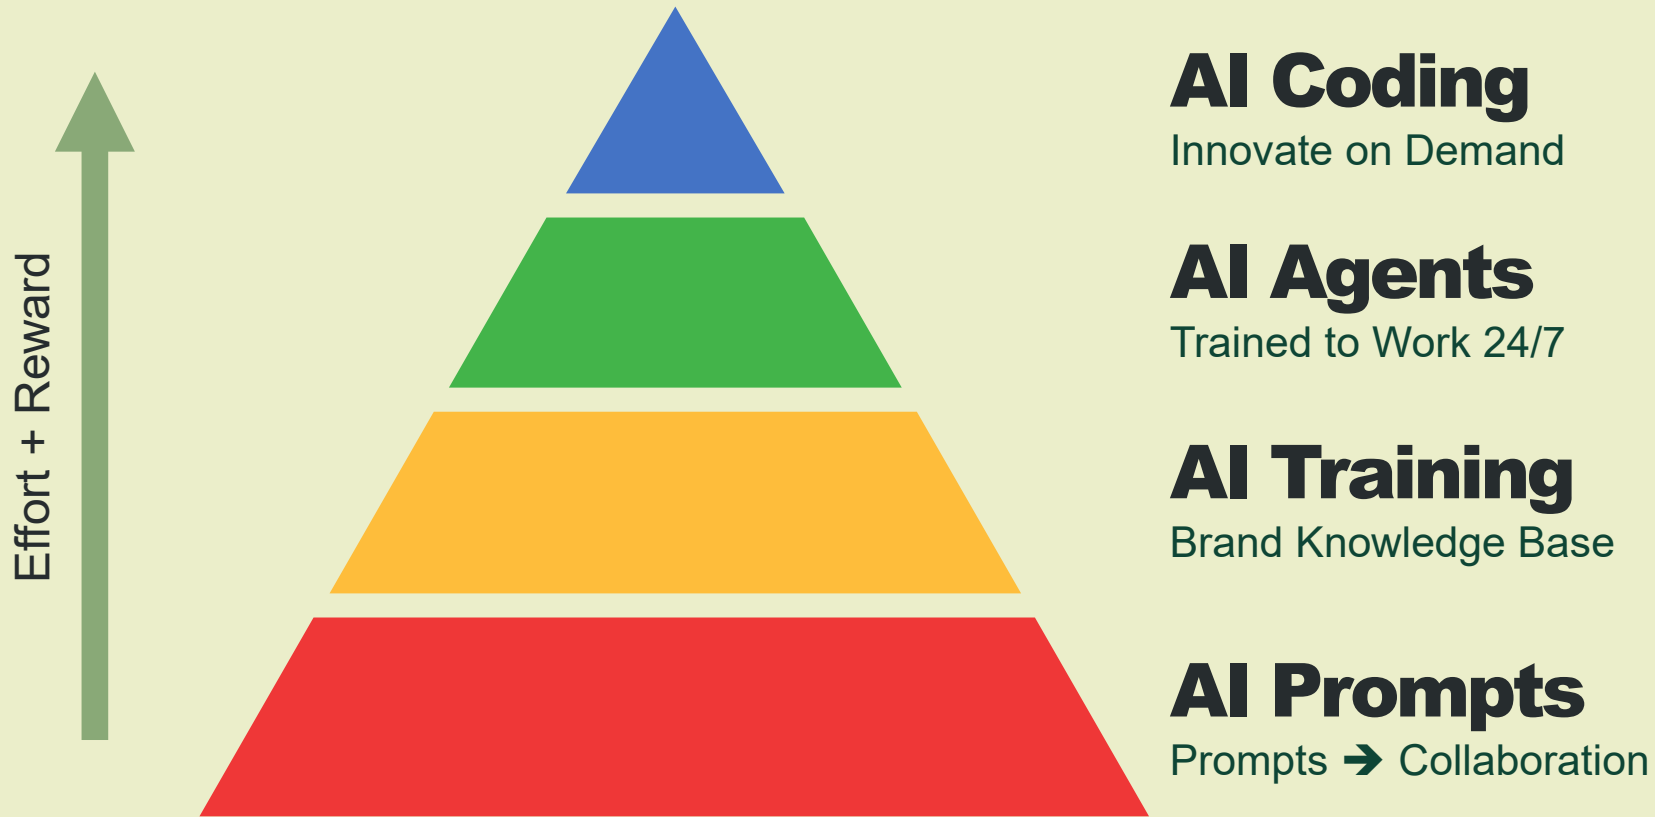 Effort + Reward
AI Coding
Innovate on Demand
AI Agents
Trained to Work 24/7
AI Training
Brand Knowledge Base
AI Prompts
Prompts ➔ Collaboration